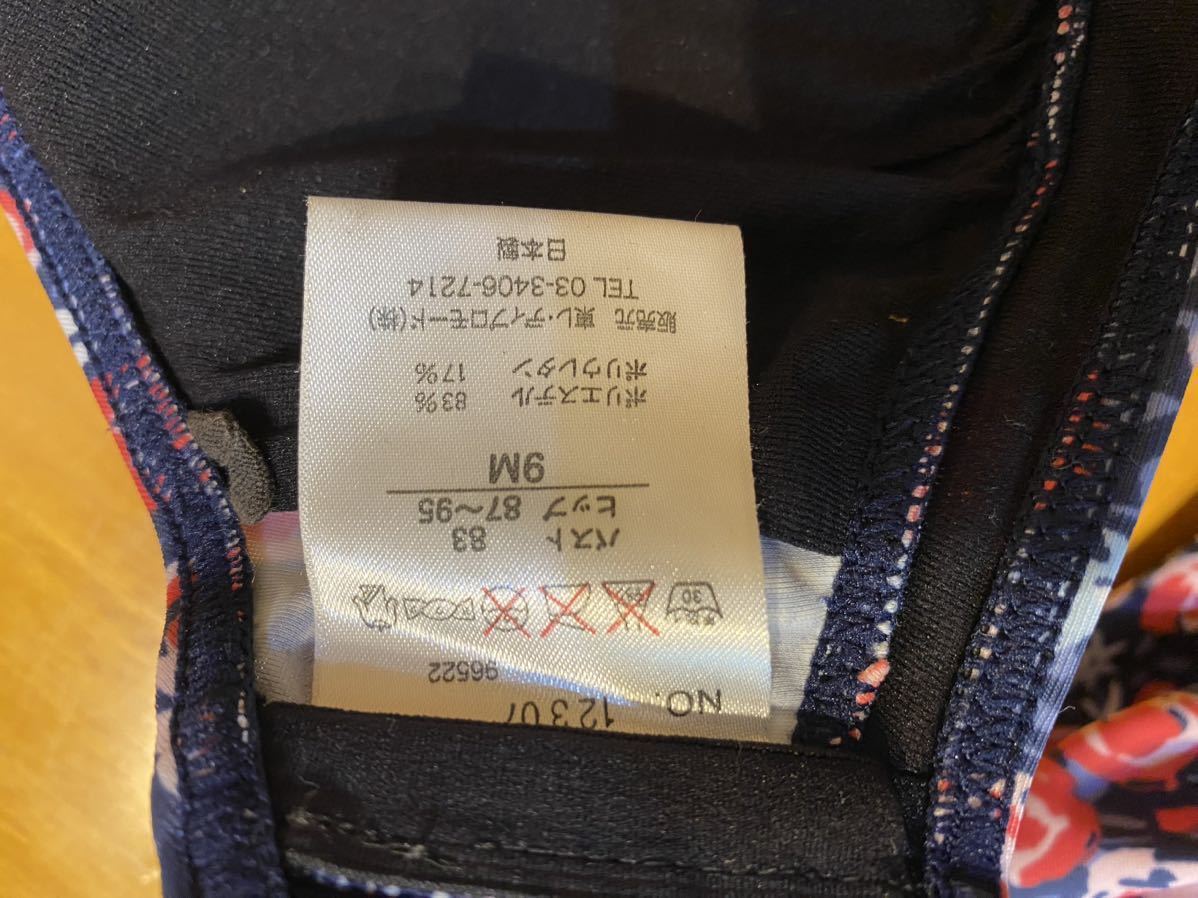 NO. 1230
96522
30
バスト 83
ヒップ 87～95
9M
ポリエステル 83%
ポリウレタン 17%
販売元 東レ・ディプロモード(株)
TEL 03-3406-7214
日本製